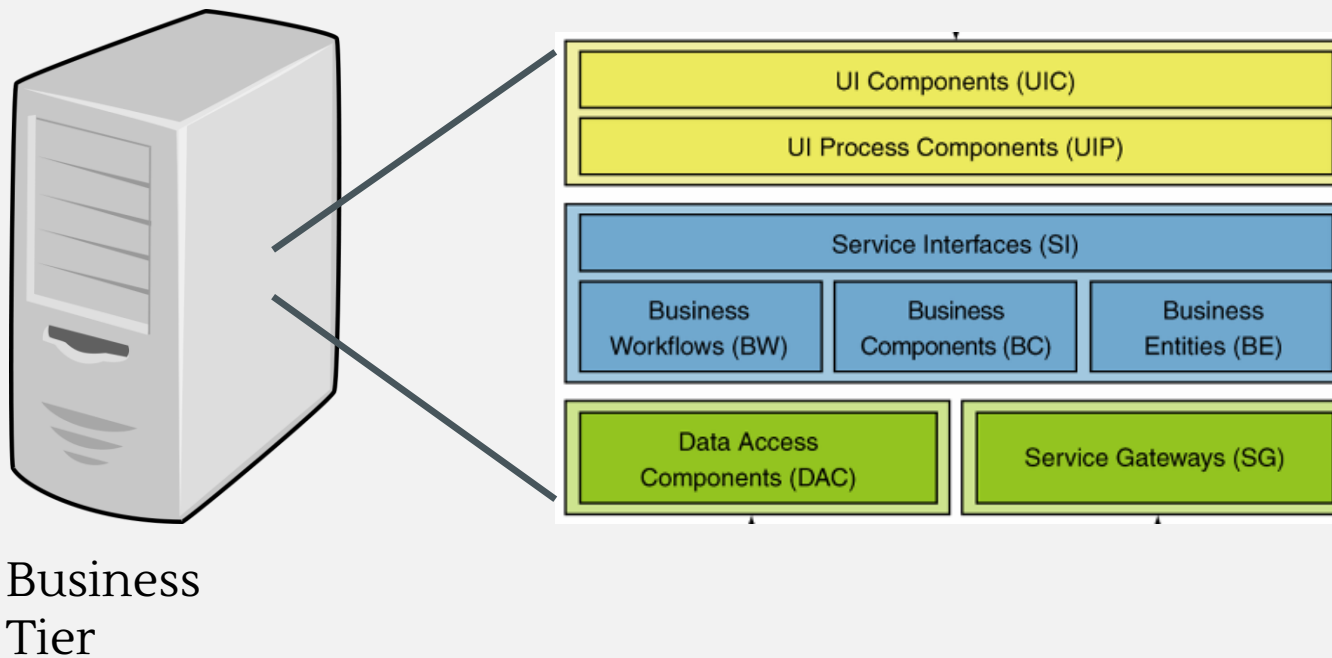 UI Components (UIC)
UI Process Components (UIP)
Service Interfaces (SI)
Business
Workflows (BW)
Business
Components (BC)
Business
Entities (BE)
Data Access
Components (DAC)
Service Gateways (SG)
Business
Tier